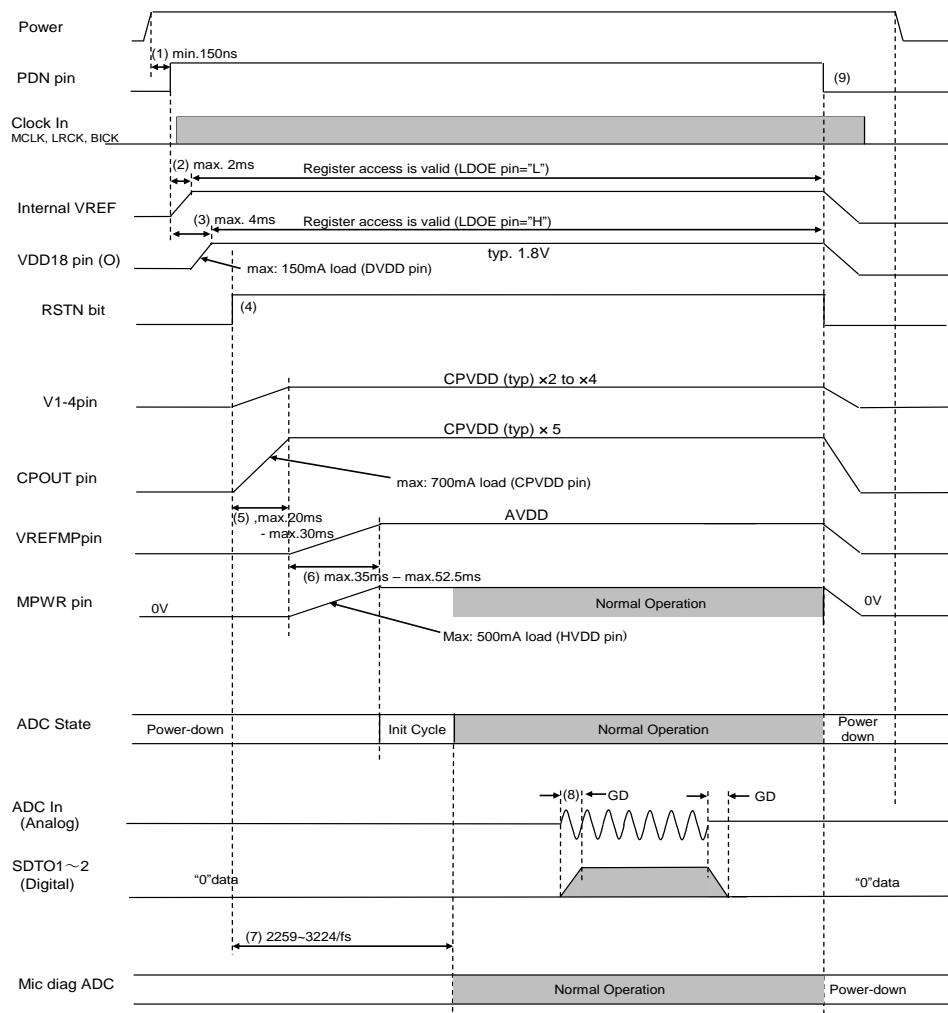 Power
(1) min.150ns
PDN pin
(9)
Clock In
MCLK, LRCK, BICK
(2) max. 2ms
Register access is valid (LDOE pin="L")
Internal VREF
(3) max. 4ms
Register access is valid (LDOE pin="H")
VDD18 pin (O)
typ. 1.8V
max: 150mA load (DVDD pin)
RSTN bit
(4)
CPVDD (typ) ×2 to ×4
V1-4pin
CPVDD (typ) × 5
CPOUT pin
max: 700mA load (CPVDD pin)
(5) ,max.20ms
- max.30ms
AVDD
VREFMPpin
(6) max.35ms – max.52.5ms
MPWR pin
0V
Normal Operation
0V
Max: 500mA load (HVDD pin)
ADC State
Power-down
Init Cycle
Normal Operation
Power
down
(8)
GD
GD
ADC In
(Analog)
SDTO1～2
(Digital)
“0”data
“0”data
(7) 2259~3224/fs
Mic diag ADC
Normal Operation
Power-down